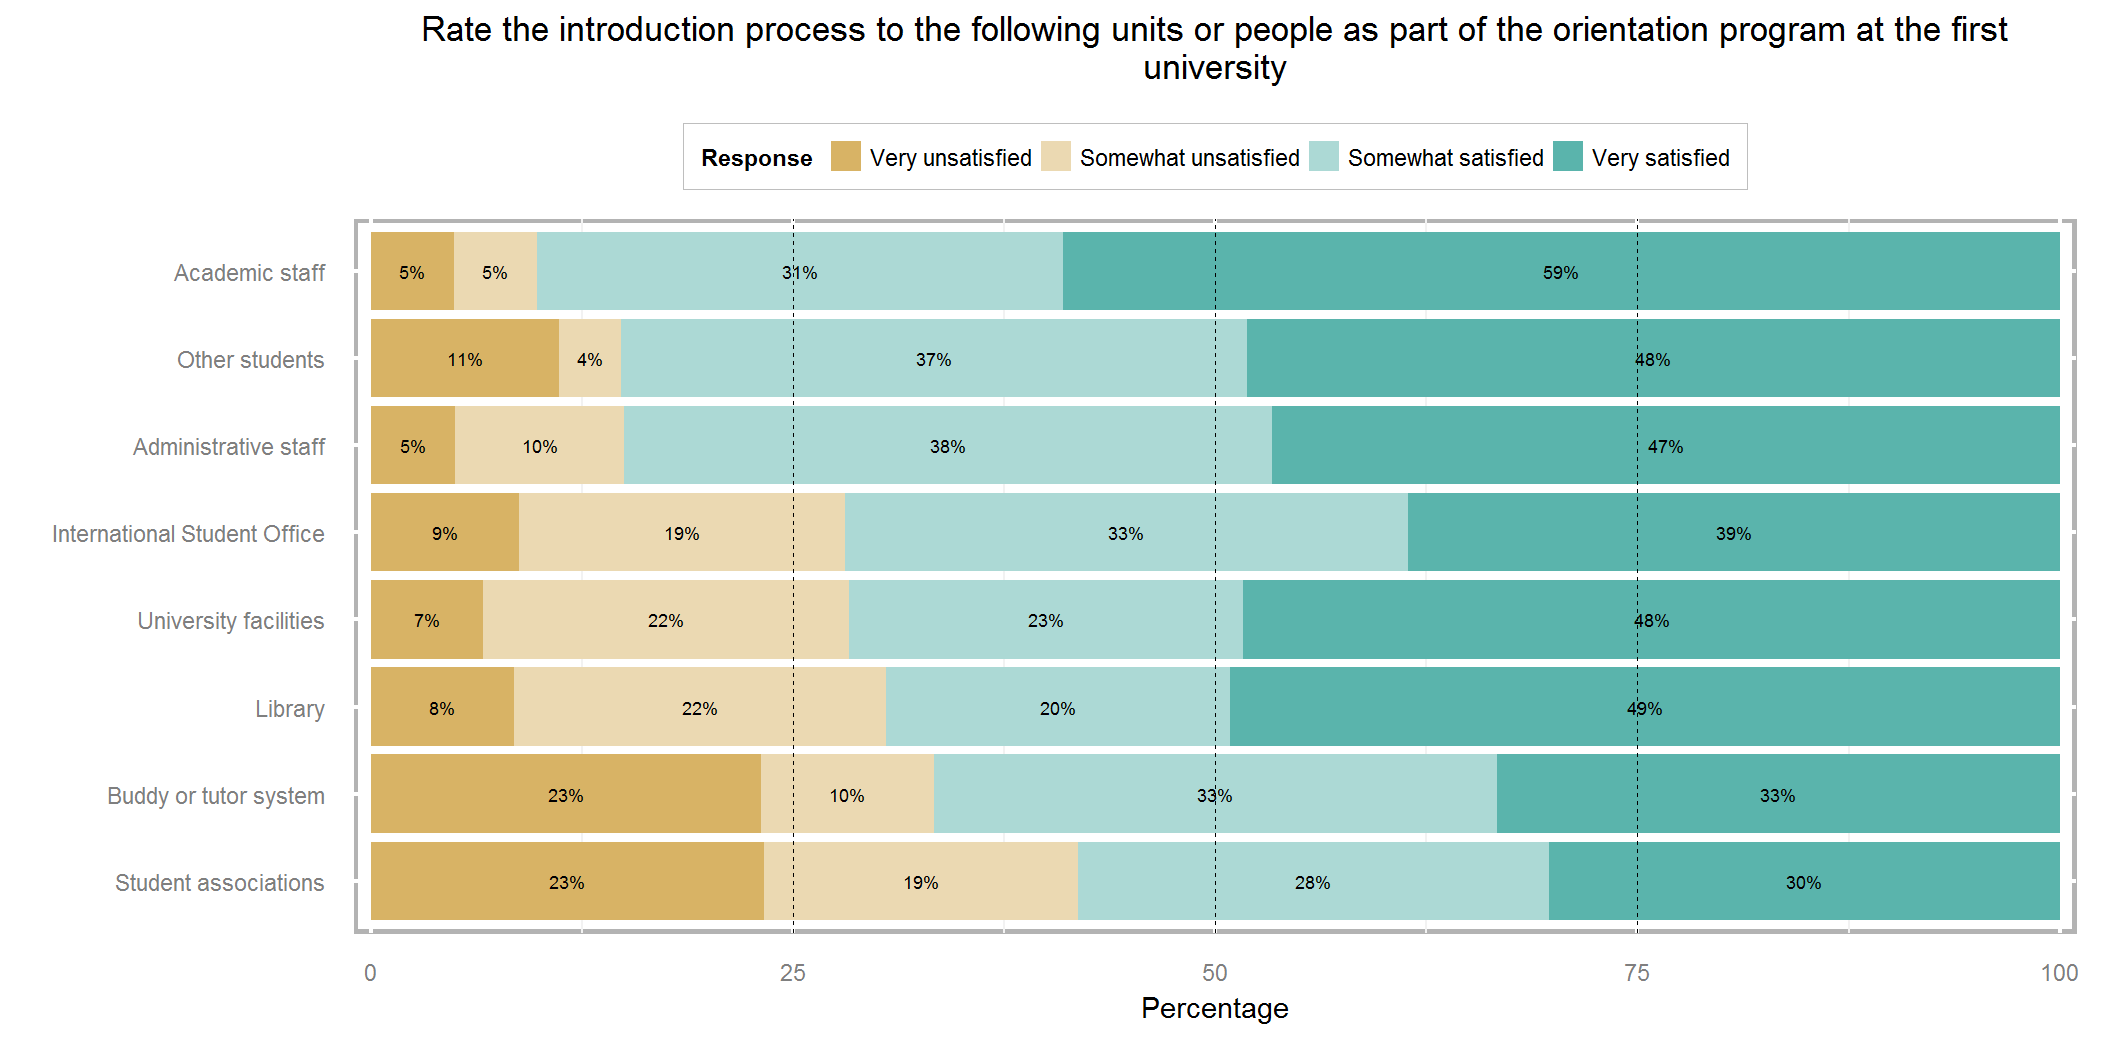 Rate the introduction process to the following units or people as part of the orientation program at the first
university
Response Very unsatisfied Somewhat unsatisfied Somewhat satisfied Very satisfied
Academic staff 5% 5% 31% 59%
Other students 11% 4% 37% 48%
Administrative staff 5% 10% 38% 47%
International Student Office 9% 19% 33% 39%
University facilities 7% 22% 23% 48%
Library 8% 22% 20% 49%
Buddy or tutor system 23% 10% 33% 33%
Student associations 23% 19% 28% 30%
0 25 50 75 100
Percentage